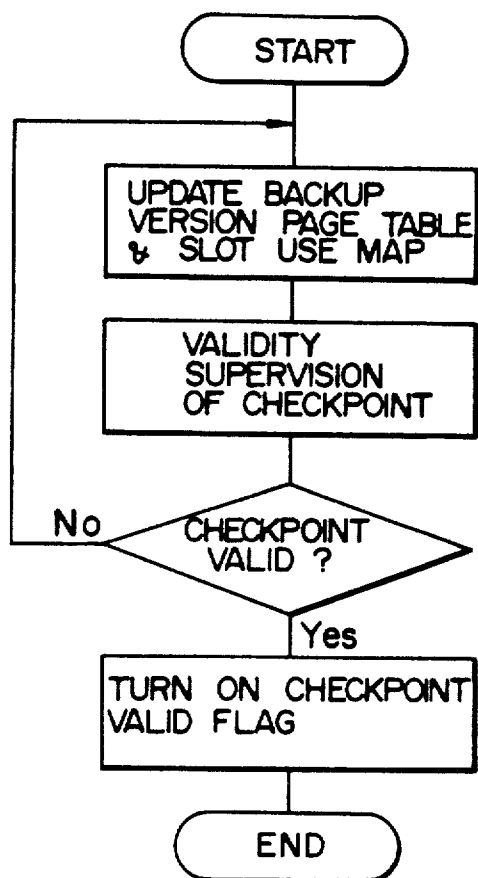 START
UPDATE BACKUP
VERSION PAGE TABLE
& SLOT USE MAP
VALIDITY
SUPERVISION
OF CHECKPOINT
CHECKPOINT
VALID ?
No
Yes
TURN ON CHECKPOINT
VALID FLAG
END